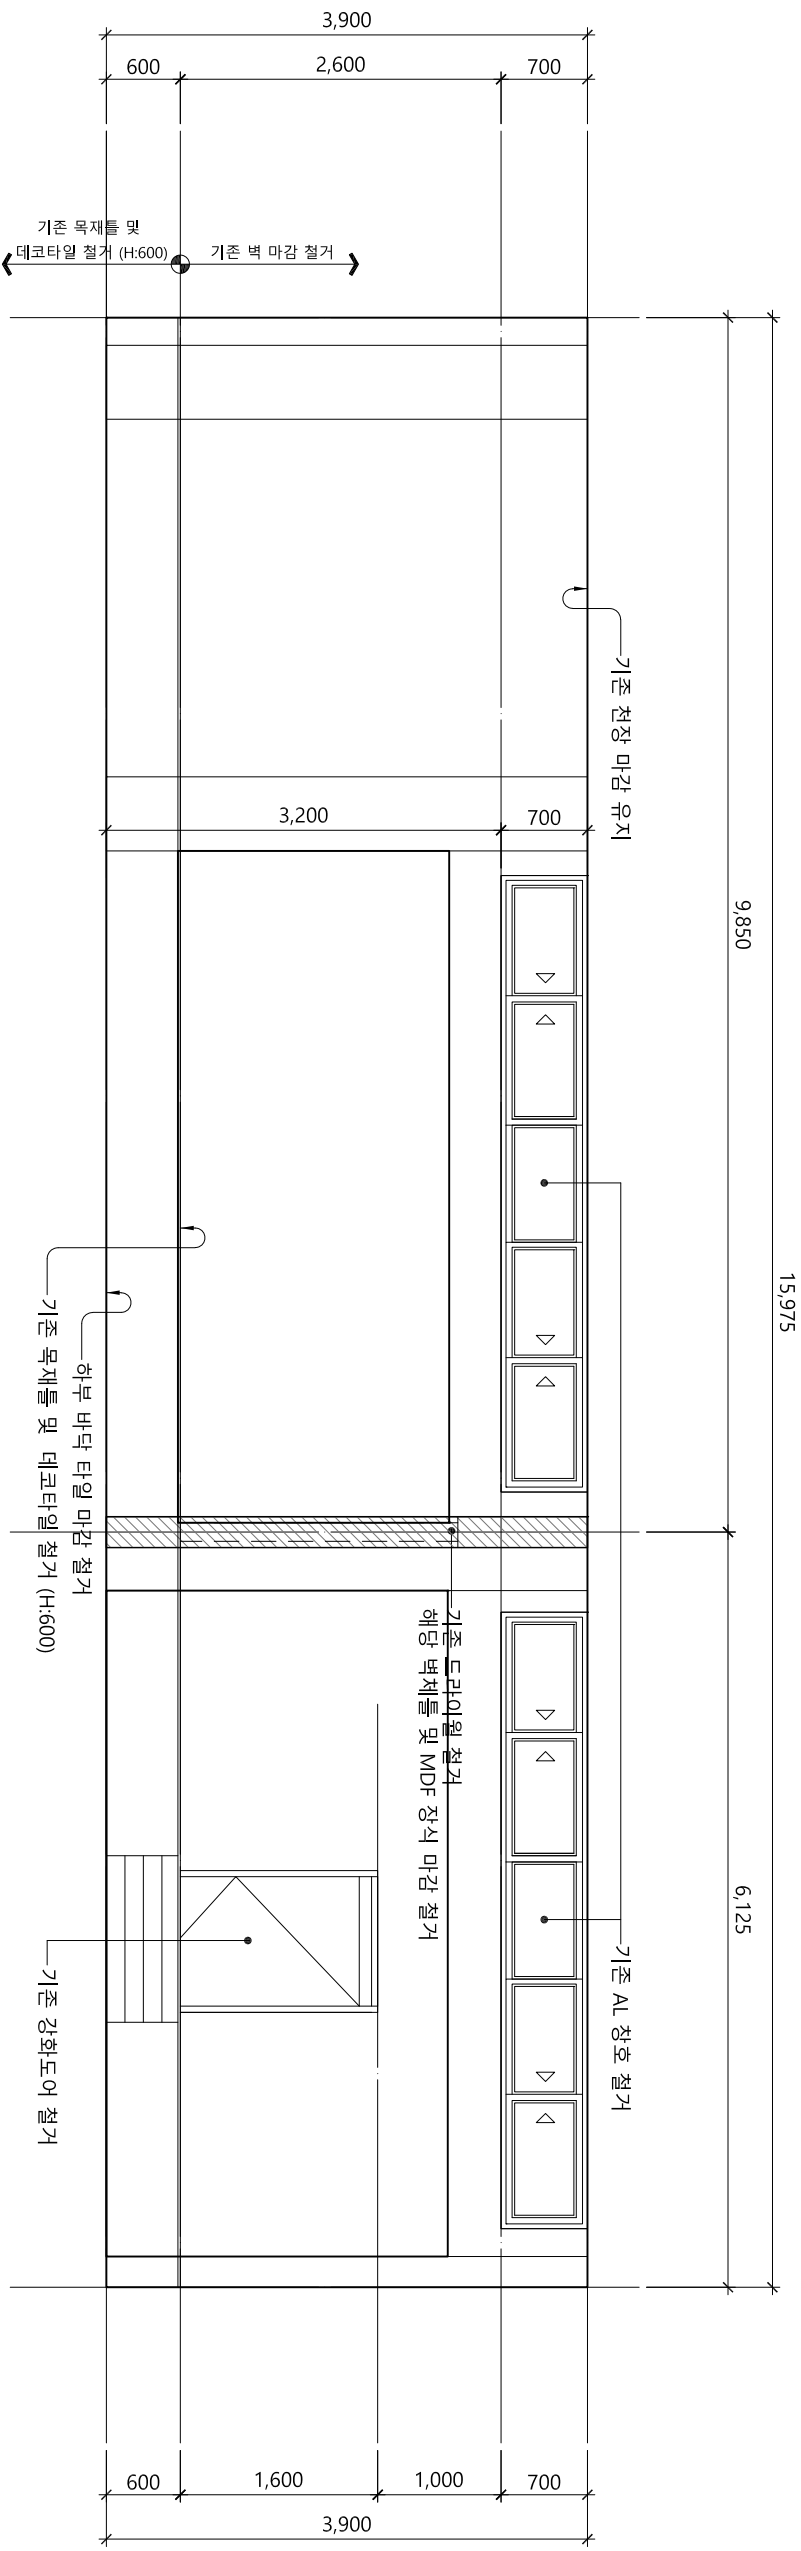 3,900
600
2,600
700
기존 목재틀 및
데코타일 철거 (H:600)
기존 벽 마감 철거
기존 천장 마감 유지
3,200
700
9,850
15,975
기존 목재틀 및 데코타일 철거 (H:600)
하부 바닥 타일 마감 철거
기존 드라이월 철거
해당 벽체틀 및 MDF 장식 마감 철거
6,125
기존 AL 창호 철거
기존 강화도어 철거
600
1,600
1,000
700
3,900